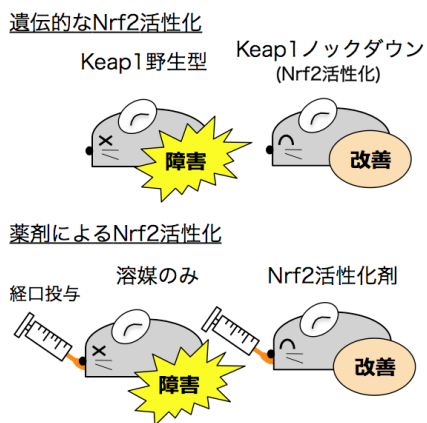 遺伝的なNrf2活性化
Keap1野生型
Keap1ノックダウン
(Nrf2活性化)
障害
改善
薬剤によるNrf2活性化
経口投与
溶媒のみ
Nrf2活性化剤
障害
改善